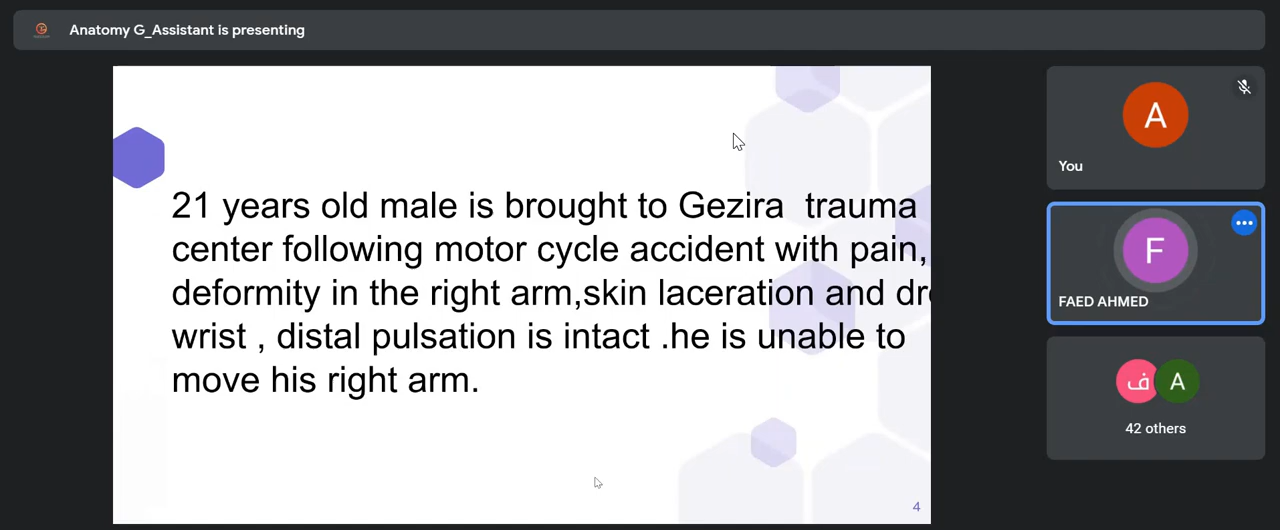 Anatomy G_Assistant is presenting
21 years old male is brought to Gezira trauma
center following motor cycle accident with pain,
deformity in the right arm,skin laceration and
wrist , distal pulsation is intact .he is unable to
move his right arm.
4
A
You
F
FAED AHMED
ف A
42 others